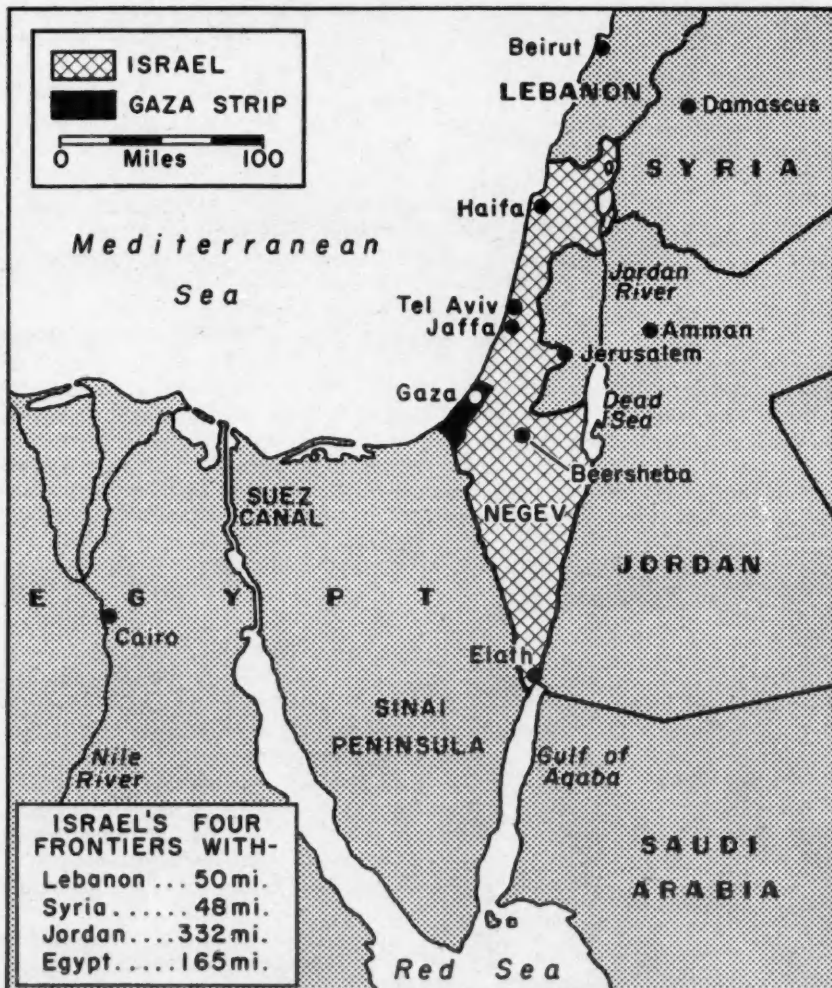 ISRAEL
GAZA STRIP
0 Miles 100
Beirut
LEBANON
Damascus
SYRIA
Haifa
Mediterranean
Sea
Jordan
River
Tel Aviv
Jaffa
Amman
Jerusalem
Gaza
Dead
Sea
Beersheba
SUEZ
CANAL
NEGEV
JORDAN
EGYPT
Cairo
Elath
SINAI
PENINSULA
Gulf of
Aqaba
Nile
River
SAUDI
ARABIA
Red Sea
ISRAEL'S FOUR
FRONTIERS WITH-
Lebanon ... 50 mi.
Syria ...... 48 mi.
Jordan .... 332 mi.
Egypt ..... 165 mi.